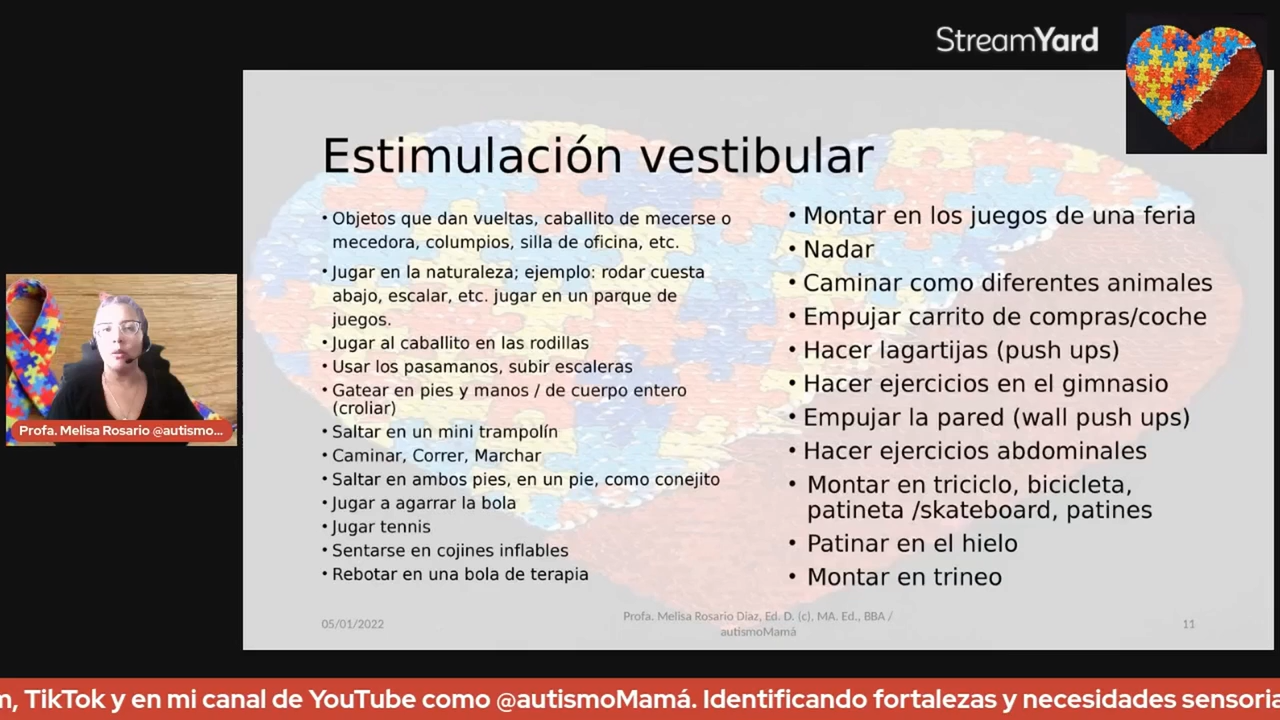 StreamYard
Estimulación vestibular
• Objetos que dan vueltas, caballito de mecerse o
mecedora, columpios, silla de oficina, etc.
• Jugar en la naturaleza; ejemplo: rodar cuesta
abajo, escalar, etc. jugar en un parque de
juegos.
• Jugar al caballito en las rodillas
• Usar los pasamanos, subir escaleras
• Gatear en pies y manos / de cuerpo entero
(croliar)
• Saltar en un mini trampolín
• Caminar, Correr, Marchar
• Saltar en ambos pies, en un pie, como conejito
• Jugar a agarrar la bola
• Jugar tennis
• Sentarse en cojines inflables
• Rebotar en una bola de terapia
• Montar en los juegos de una feria
• Nadar
• Caminar como diferentes animales
• Empujar carrito de compras/coche
• Hacer lagartijas (push ups)
• Hacer ejercicios en el gimnasio
• Empujar la pared (wall push ups)
• Hacer ejercicios abdominales
• Montar en triciclo, bicicleta,
patineta /skateboard, patines
• Patinar en el hielo
• Montar en trineo
Profa. Melisa Rosario @autismo...
05/01/2022
Profa. Melisa Rosario Diaz, Ed. D. (c), MA. Ed., BBA /
autismoMamá
11
m, TikTok y en mi canal de YouTube como @autismoMamá. Identificando fortalezas y necesidades sensoria